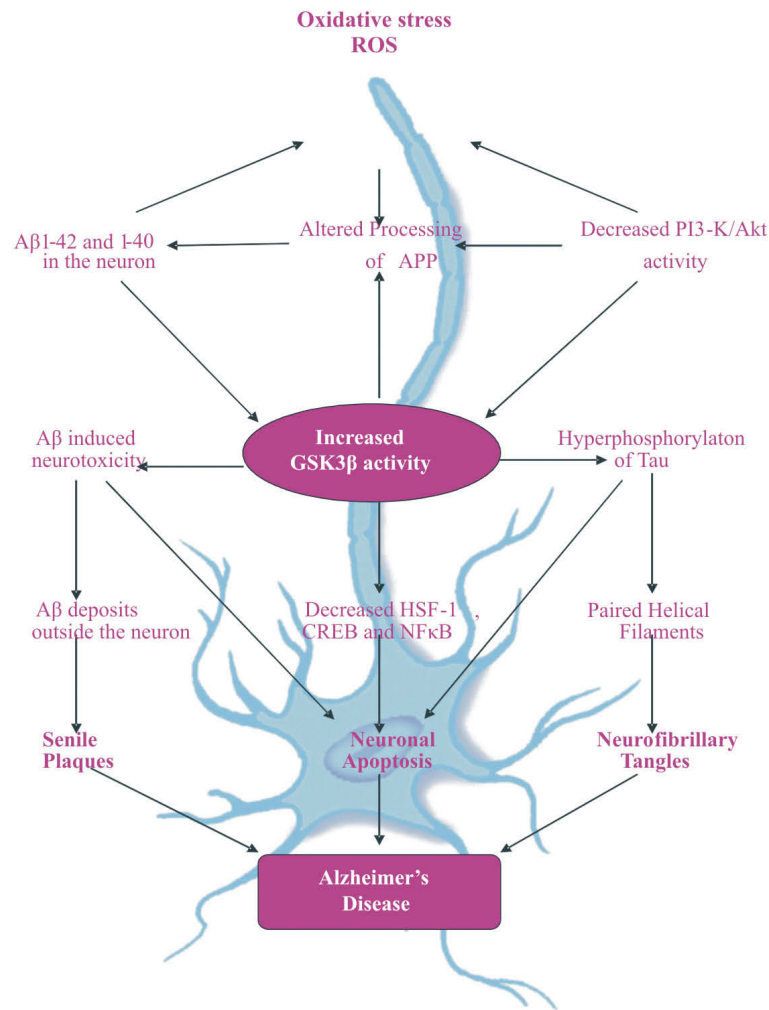 Oxidative stress
ROS
Aβ1-42 and 1-40
in the neuron
Altered Processing
of APP
Decreased PI3-K/Akt
activity
Aβ induced
neurotoxicity
Increased
GSK3β activity
Hyperphosphorylaton
of Tau
Aβ deposits
outside the neuron
Decreased HSF-1 ,
CREB and NFκB
Paired Helical
Filaments
Senile
Plaques
Neuronal
Apoptosis
Neurofibrillary
Tangles
Alzheimer's
Disease